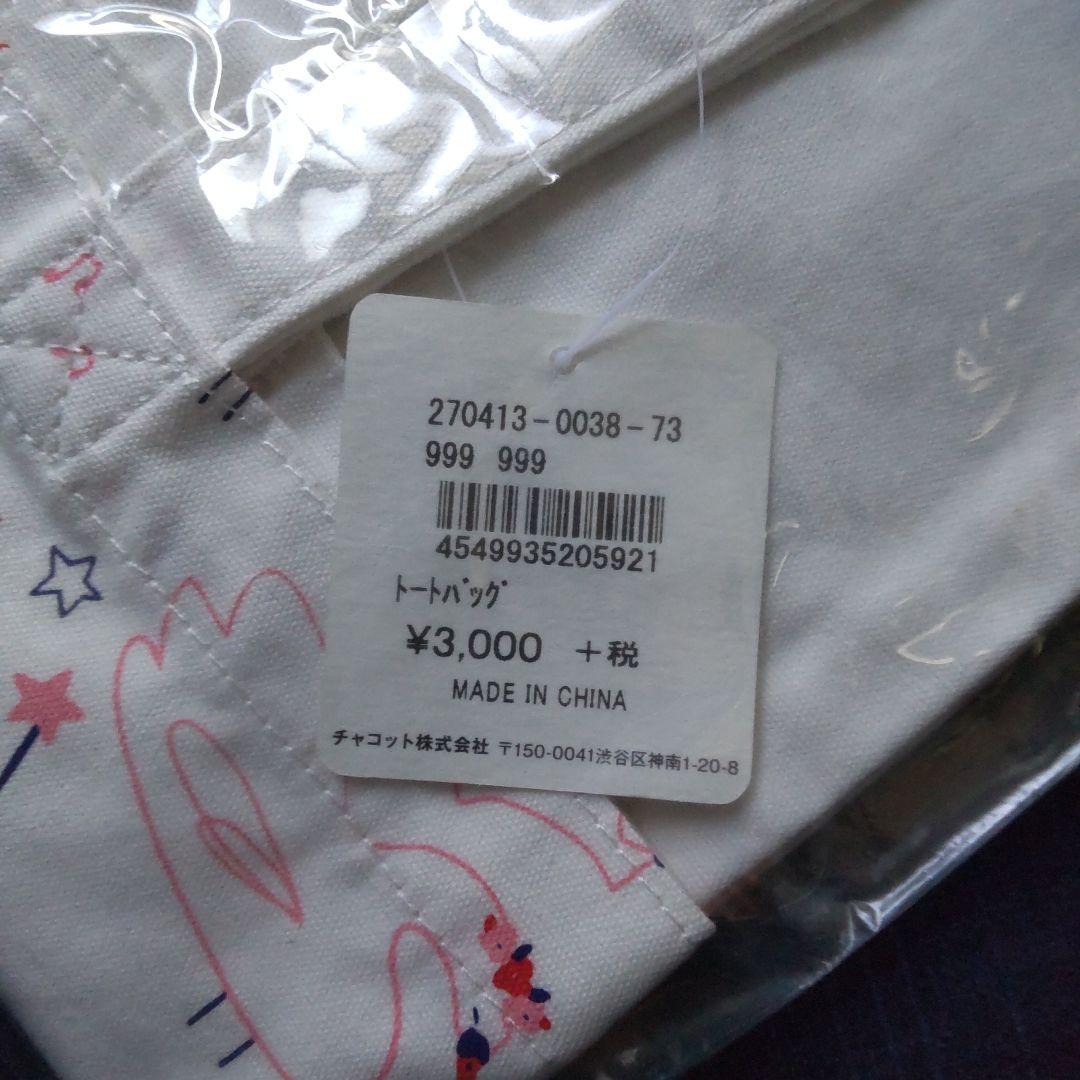 270413-0038-73
999 999
4549935205921
ﾄｰﾄﾊﾞｯｸﾞ
¥3,000 +税
MADE IN CHINA
チャコット株式会社 〒150-0041渋谷区神南1-20-8